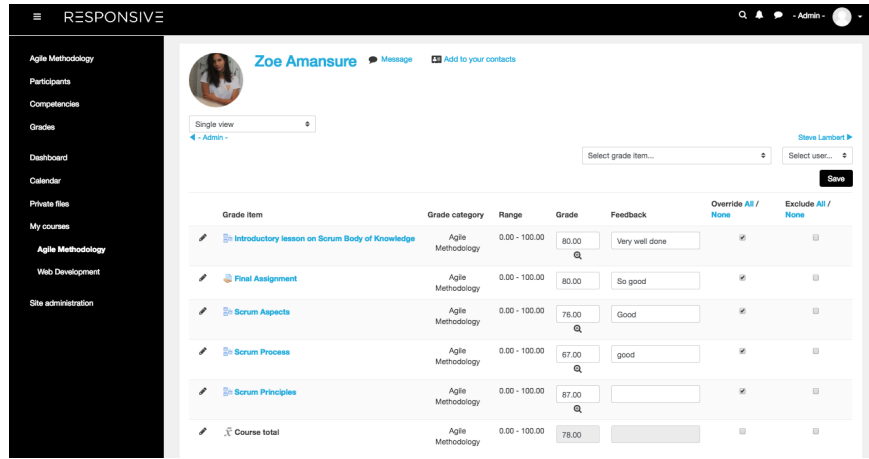 RESPONSIVE
- Admin -
Agile Methodology
Participants
Competencies
Grades
Dashboard
Calendar
Private files
My courses
Agile Methodology
Web Development
Site administration
Zoe Amansure
Message
Add to your contacts
Single view
- Admin -
Steve Lambert
Select grade item...
Select user...
Save
Grade item Grade category Range Grade Feedback Override All / None Exclude All / None
Introductory lesson on Scrum Body of Knowledge Agile Methodology 0.00 - 100.00 80.00 Very well done
Final Assignment Agile Methodology 0.00 - 100.00 80.00 So good
Scrum Aspects Agile Methodology 0.00 - 100.00 76.00 Good
Scrum Process Agile Methodology 0.00 - 100.00 67.00 good
Scrum Principles Agile Methodology 0.00 - 100.00 87.00
Course total Agile Methodology 0.00 - 100.00 78.00